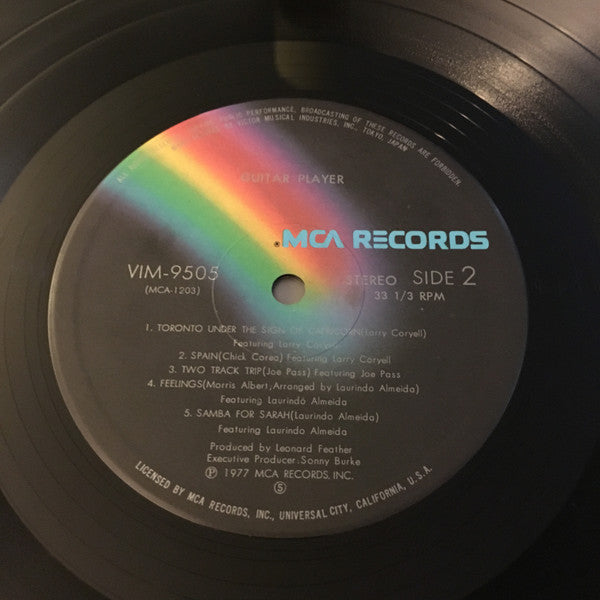 PUBLIC PERFORMANCE, BROADCASTING OF THESE RECORDS ARE FORBIDDEN.
VICTOR MUSICAL INDUSTRIES, INC., TOKYO, JAPAN
GUITAR PLAYER
®MCA RECORDS
VIM-9505
(MCA-1203)
STEREO SIDE 2
33 1/3 RPM
1. TORONTO UNDER THE SIGN OF CAPRICORN(Larry Coryell)
Featuring Larry Coryell
2. SPAIN(Chick Corea) Featuring Larry Coryell
3. TWO TRACK TRIP(Joe Pass) Featuring Joe Pass
4. FEELINGS(Morris Albert,Arranged by Laurindo Almeida)
Featuring Laurindo Almeida
5. SAMBA FOR SARAH(Laurindo Almeida)
Featuring Laurindo Almeida
Produced by Leonard Feather
Executive Producer.Sonny Burke
Ⓟ 1977 MCA RECORDS, INC.
Ⓢ
LICENSED BY MCA RECORDS, INC., UNIVERSAL CITY, CALIFORNIA, U.S.A.